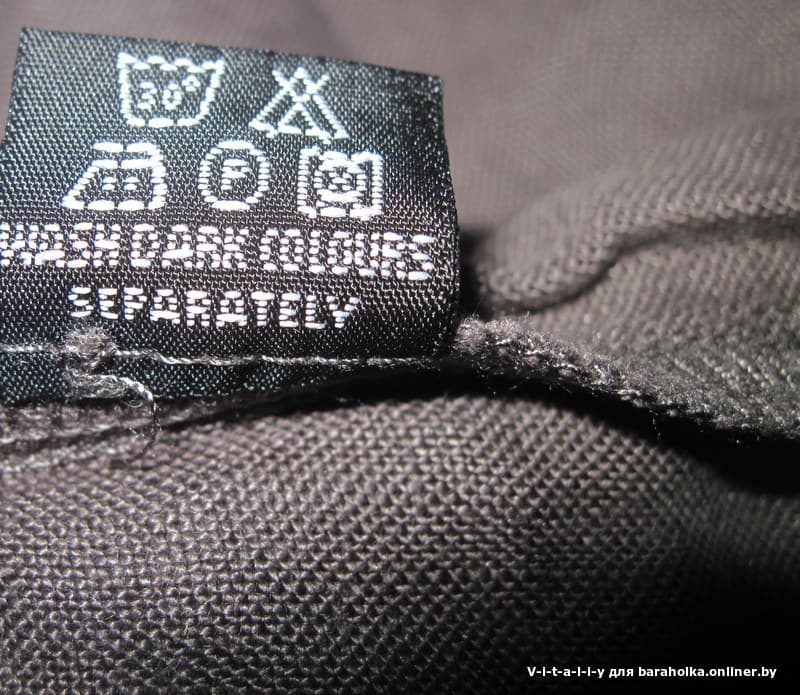 30°
P
WASH DARK COLOURS
SEPARATELY
V-i-t-a-l-i-y для baraholka.onliner.by